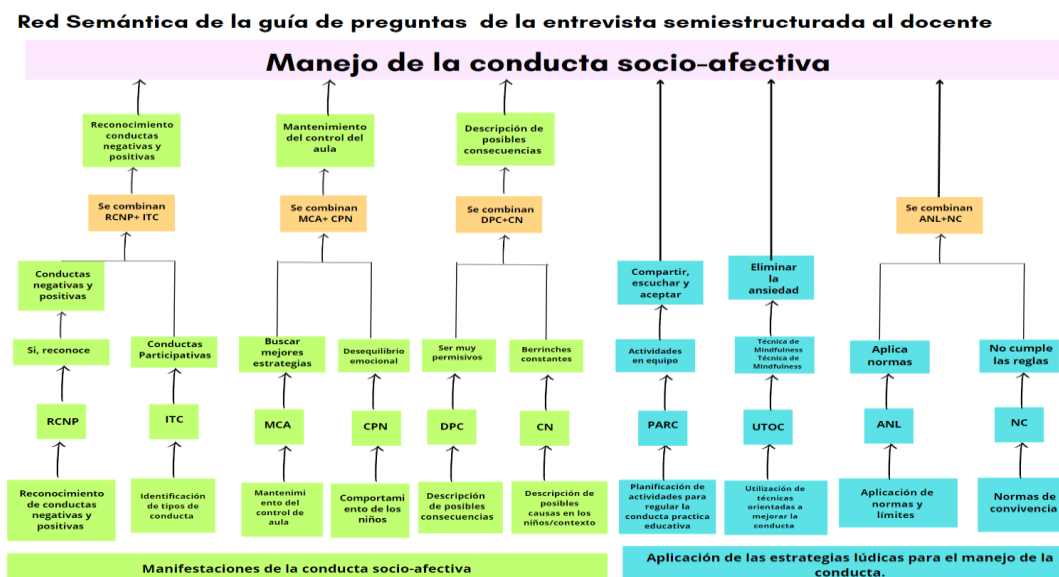 Red Semántica de la guía de preguntas de la entrevista semiestructurada al docente
Manejo de la conducta socio-afectiva
Reconocimiento
conductas
negativas y
positivas
Mantenimiento
del control del
aula
Descripción de
posibles
consecuencias
Se combinan
RCNP+ ITC
Se combinan
MCA+ CPN
Se combinan
DPC+CN
Se combinan
ANL+NC
Conductas
negativas y
positivas
Compartir,
escuchar y
aceptar
Eliminar
la
ansiedad
Si, reconoce
Conductas
Participativas
Buscar
mejores
estrategias
Desequilibrio
emocional
Ser muy
permisivos
Berrinches
constantes
Actividades
en equipo
Técnica de
Mindfulness
Técnica de
Mindfulness
Aplica
normas
No cumple
las reglas
RCNP
ITC
MCA
CPN
DPC
CN
PARC
UTOC
ANL
NC
Reconocimiento
de conductas
negativas y
positivas
Identificación
de tipos de
conducta
Mantenimi
ento del
control de
aula
Comportami
ento de los
niños
Descripción
de posibles
consecuencias
Descripción de
posibles
causas en los
niños/contexto
Planificación de
actividades para
regular la
conducta practica
educativa
Utilización de
técnicas
orientadas a
mejorar la
conducta
Aplicación de
normas y
límites
Normas de
convivencia
Manifestaciones de la conducta socio-afectiva
Aplicación de las estrategias lúdicas para el manejo de la
conducta.